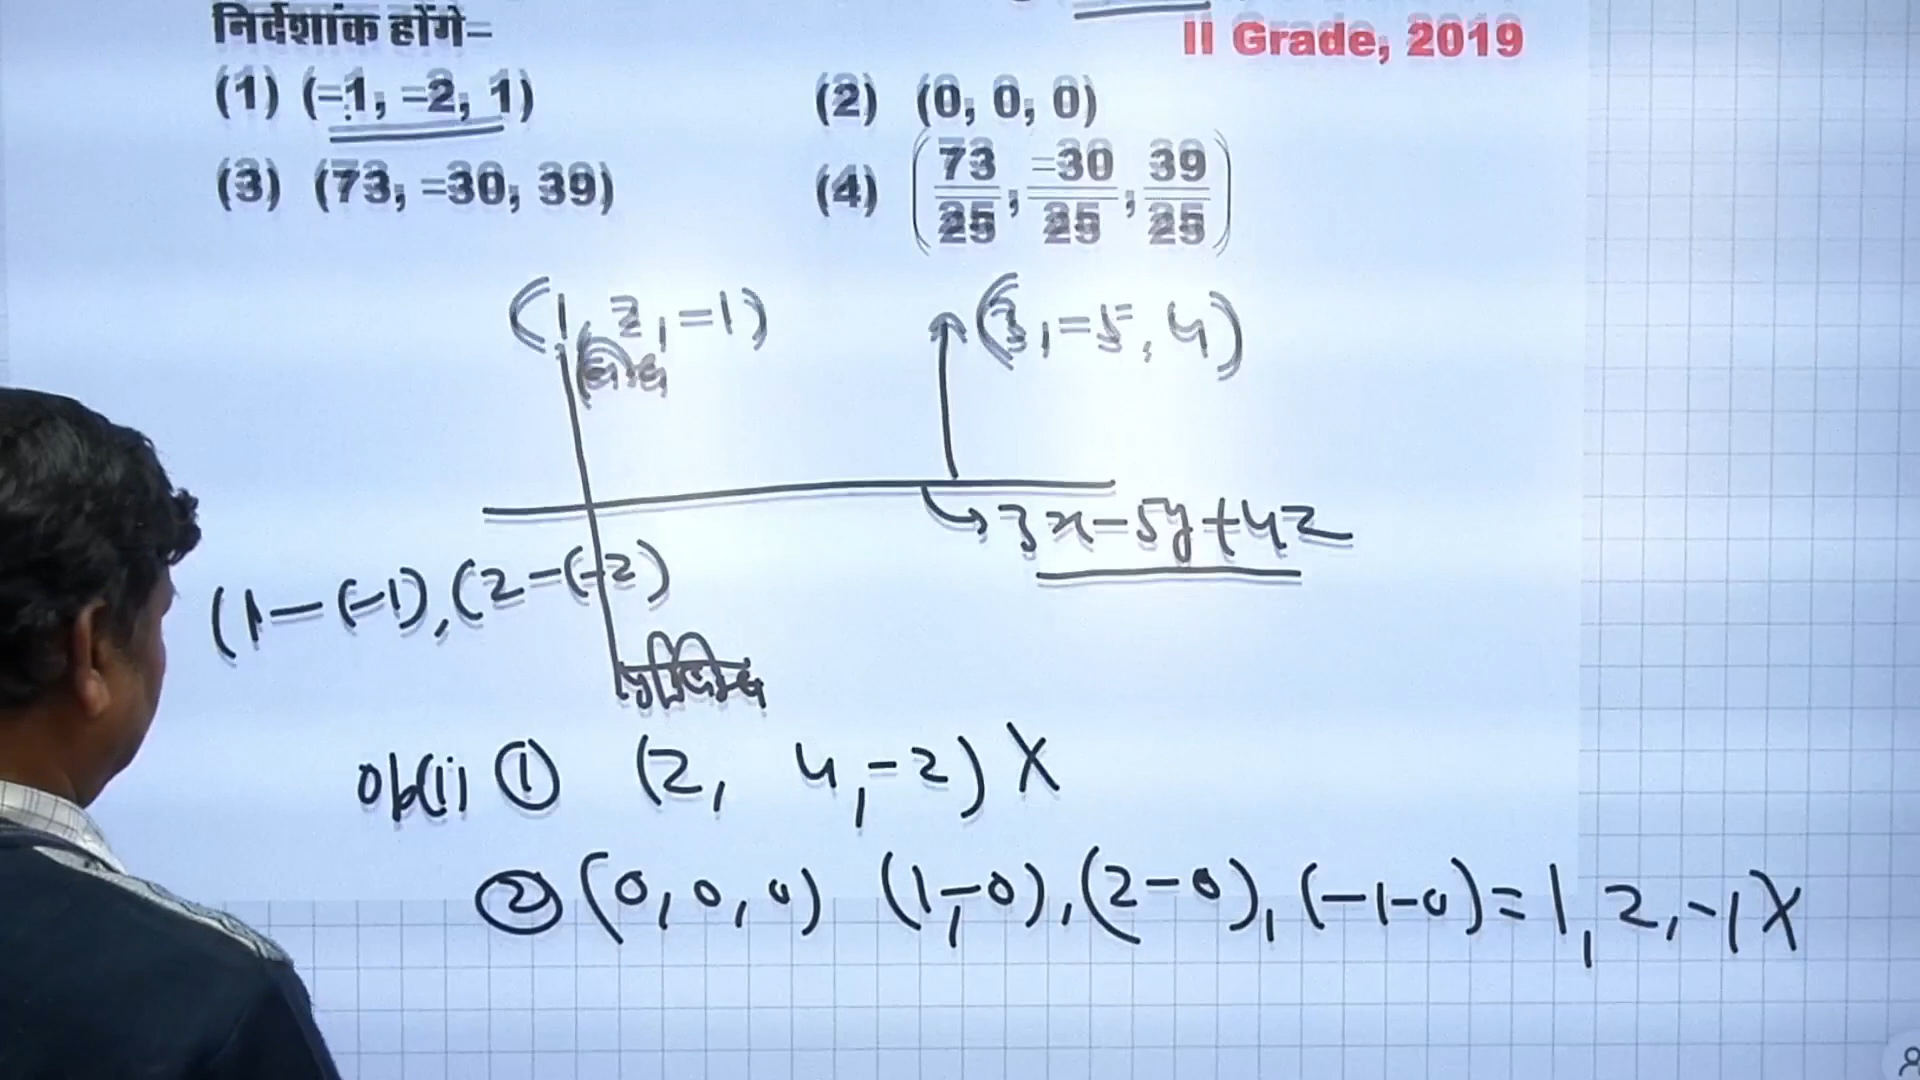 निर्देशांक होंगे–
II Grade, 2019
(1) (–1, –2, 1)
(2) (0, 0, 0)
(3) (73, –30, 39)
(4) (73/25, –30/25, 39/25)
(1, 2, -1)
(3, -5, 4)
बिंब
3x-5y+4z
(1-(-1), (2-(-2)
प्रतिबिंब
ob(i) ① (2, 4, -2) X
② (0, 0, 0) (1, -0), (2-0), (-1-0) = 1, 2, -1 X